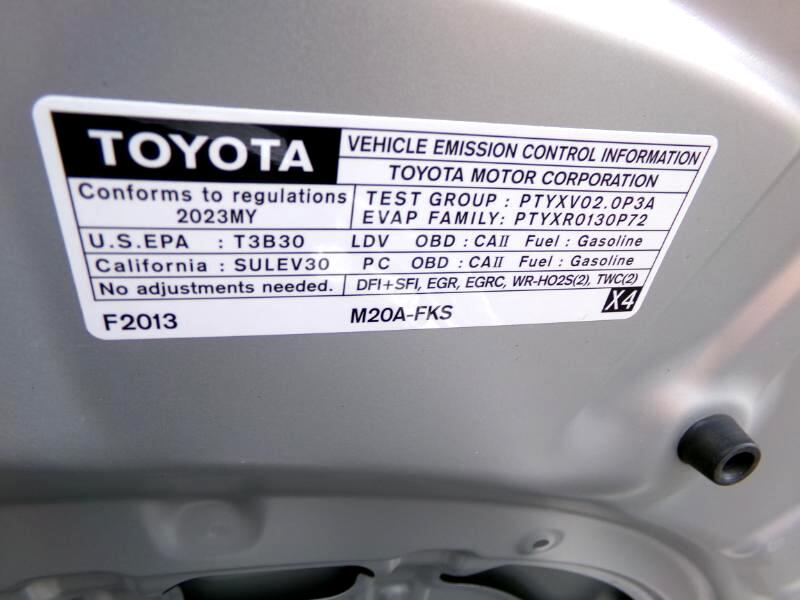 TOYOTA
VEHICLE EMISSION CONTROL INFORMATION
TOYOTA MOTOR CORPORATION
Conforms to regulations
2023MY
TEST GROUP : PTYXV02.0P3A
EVAP FAMILY: PTYXR0130P72
U.S.EPA : T3B30 LDV OBD : CAII Fuel : Gasoline
California : SULEV30 PC OBD : CAII Fuel : Gasoline
No adjustments needed. DFI+SFI, EGR, EGRC, WR-HO2S(2), TWC(2)
F2013 M20A-FKS X4